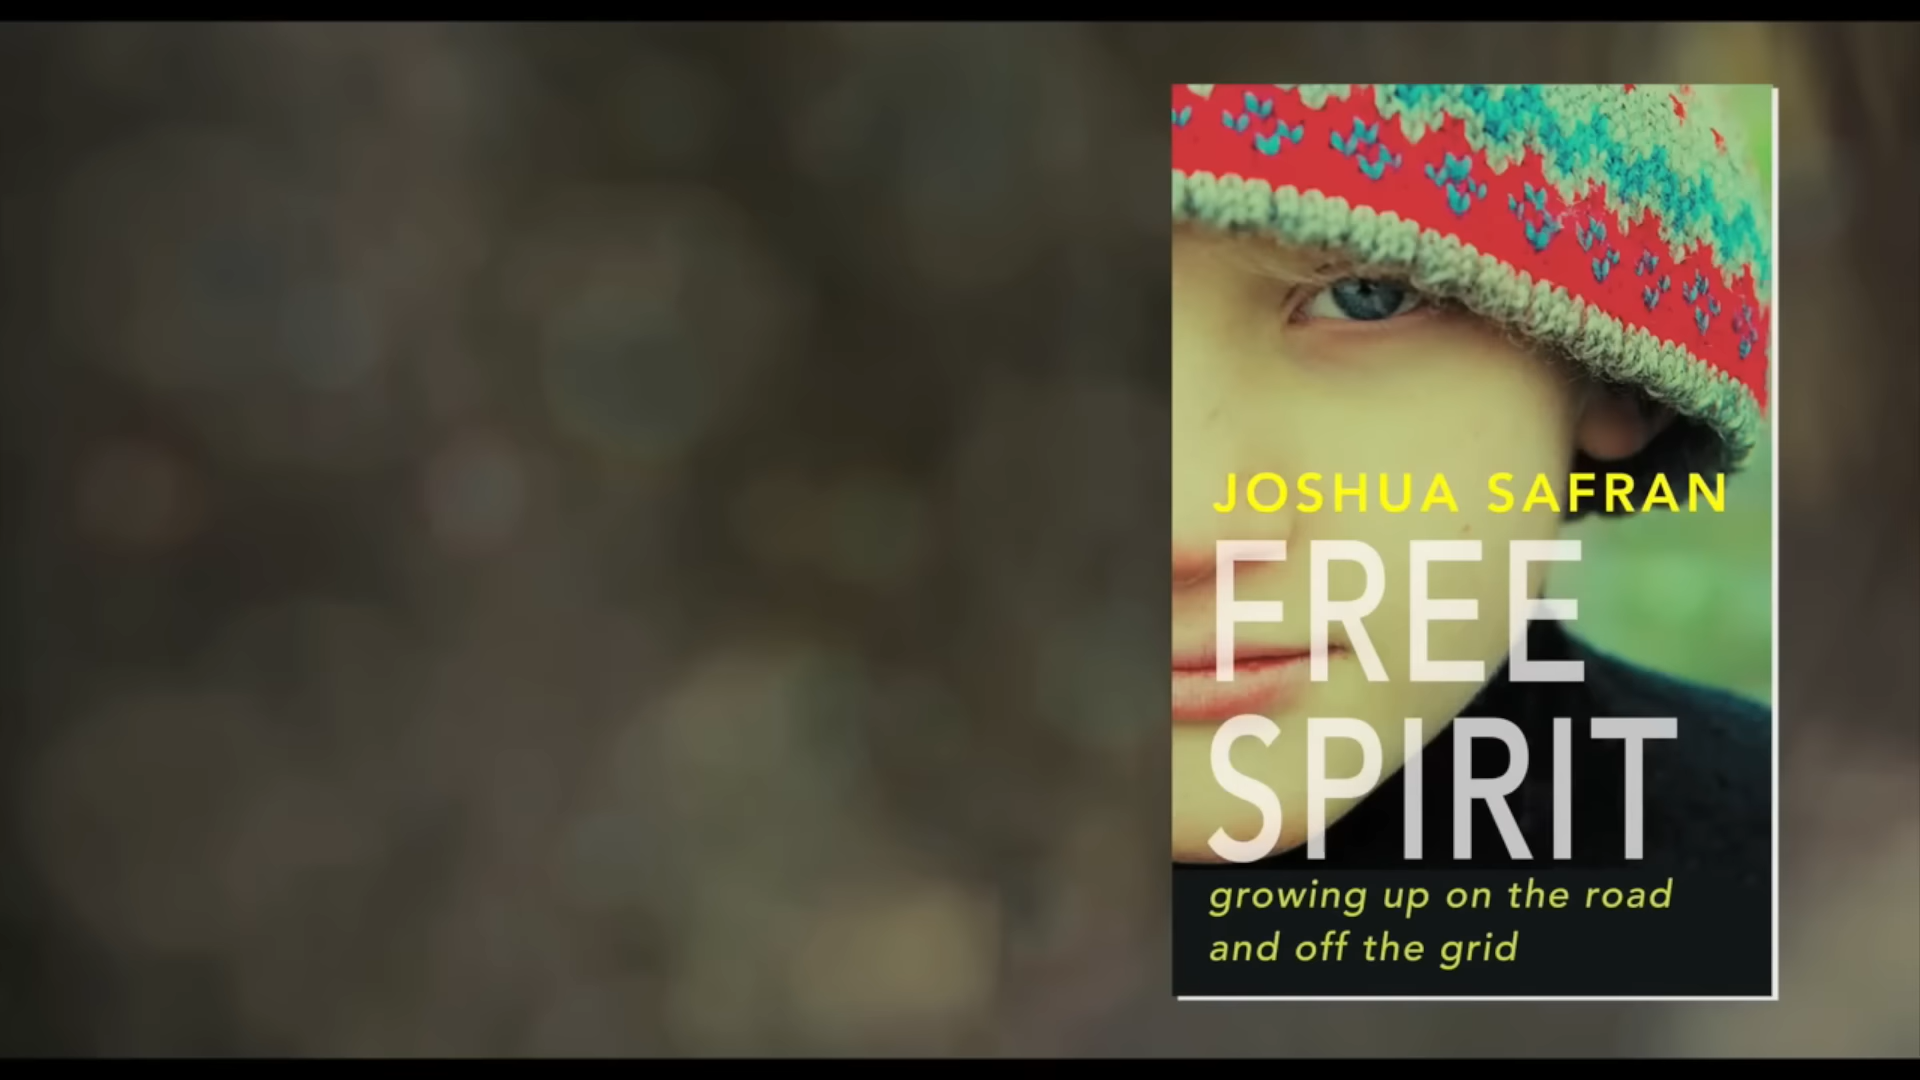 JOSHUA SAFRAN
FREE
SPIRIT
growing up on the road
and off the grid